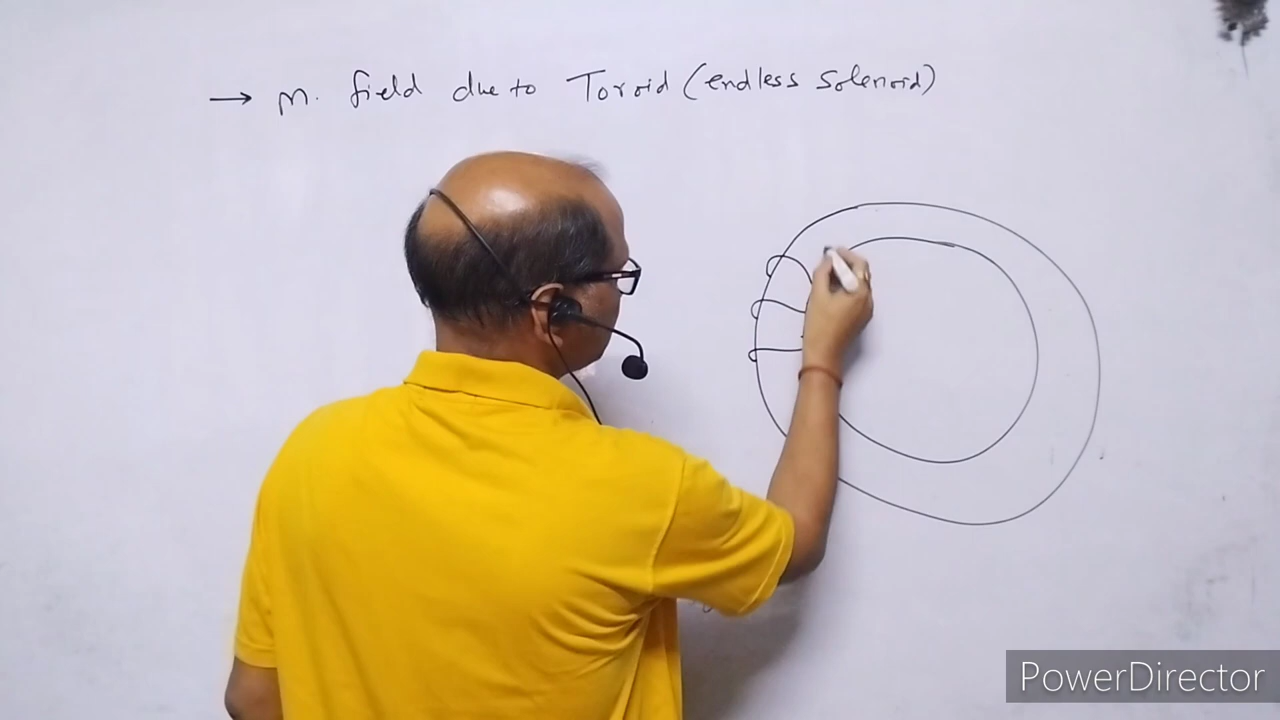 → M. field due to Toroid (endless solenoid)
PowerDirector